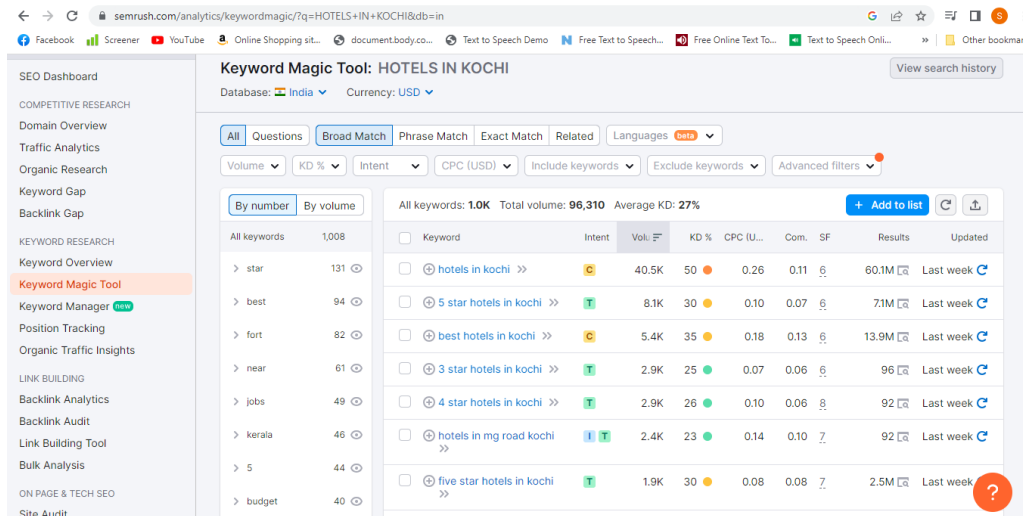 semrush.com/analytics/keywordmagic/?q=HOTELS+IN+KOCHI&db=in
G
S
Facebook
Screener
YouTube
Online Shopping sit...
document.body.co...
Text to Speech Demo
Free Text to Speech...
Free Online Text To...
Text to Speech Onli...
»
Other bookmar
SEO Dashboard
COMPETITIVE RESEARCH
Domain Overview
Traffic Analytics
Organic Research
Keyword Gap
Backlink Gap
KEYWORD RESEARCH
Keyword Overview
Keyword Magic Tool
Keyword Manager new
Position Tracking
Organic Traffic Insights
LINK BUILDING
Backlink Analytics
Backlink Audit
Link Building Tool
Bulk Analysis
ON PAGE & TECH SEO
Site Audit
Keyword Magic Tool: HOTELS IN KOCHI
View search history
Database: India Currency: USD
All Questions Broad Match Phrase Match Exact Match Related Languages beta
Volume KD % Intent CPC (USD) Include keywords Exclude keywords Advanced filters
By number By volume
All keywords 1,008
star 131
best 94
fort 82
near 61
jobs 49
kerala 46
5 44
budget 40
All keywords: 1.0K Total volume: 96,310 Average KD: 27%
+ Add to list
Keyword Intent Volu KD % CPC (U... Com. SF Results Updated
hotels in kochi C 40.5K 50 0.26 0.11 6 60.1M Last week
5 star hotels in kochi T 8.1K 30 0.10 0.07 6 7.1M Last week
best hotels in kochi C 5.4K 35 0.18 0.13 6 13.9M Last week
3 star hotels in kochi T 2.9K 25 0.07 0.06 6 96 Last week
4 star hotels in kochi T 2.9K 26 0.10 0.06 8 92 Last week
hotels in mg road kochi I T 2.4K 23 0.14 0.10 7 92 Last week
five star hotels in kochi T 1.9K 30 0.08 0.08 7 2.5M Last week
?